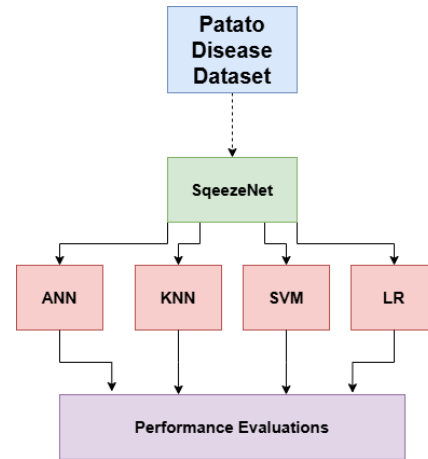 Patato
Disease
Dataset
SqeezeNet
ANN
KNN
SVM
LR
Performance Evaluations